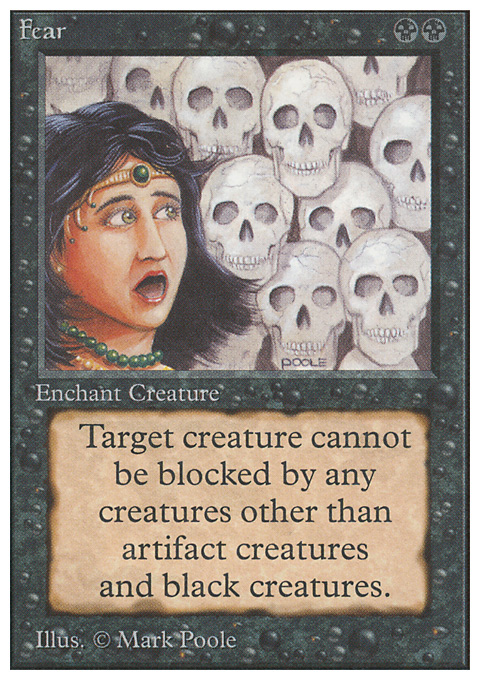 Fear
POOLE
Enchant Creature
Target creature cannot
be blocked by any
creatures other than
artifact creatures
and black creatures.
Illus. © Mark Poole